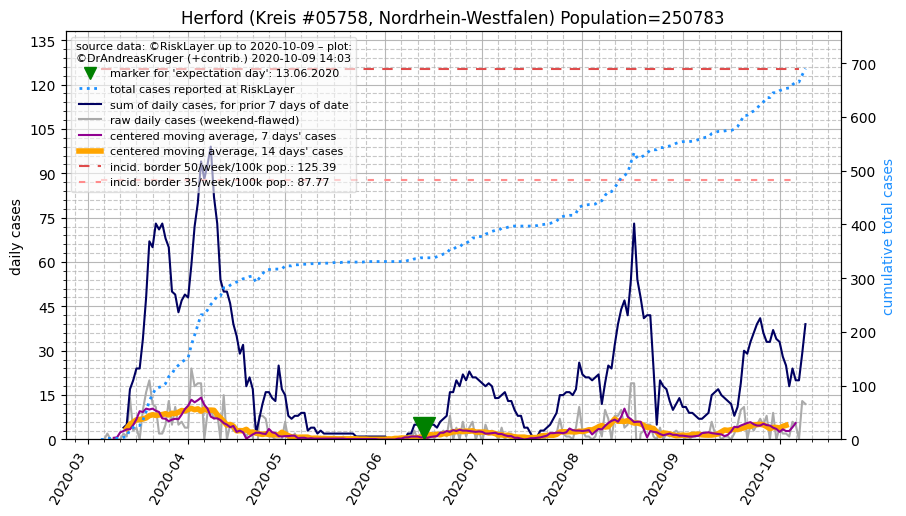 Herford (Kreis #05758, Nordrhein-Westfalen) Population=250783
source data: ©RiskLayer up to 2020-10-09 – plot:
©DrAndreasKruger (+contrib.) 2020-10-09 14:03
marker for 'expectation day': 13.06.2020
total cases reported at RiskLayer
sum of daily cases, for prior 7 days of date
raw daily cases (weekend-flawed)
centered moving average, 7 days' cases
centered moving average, 14 days' cases
incid. border 50/week/100k pop.: 125.39
incid. border 35/week/100k pop.: 87.77
daily cases
135
120
105
90
75
60
45
30
15
0
cumulative total cases
700
600
500
400
300
200
100
0
2020-03
2020-04
2020-05
2020-06
2020-07
2020-08
2020-09
2020-10